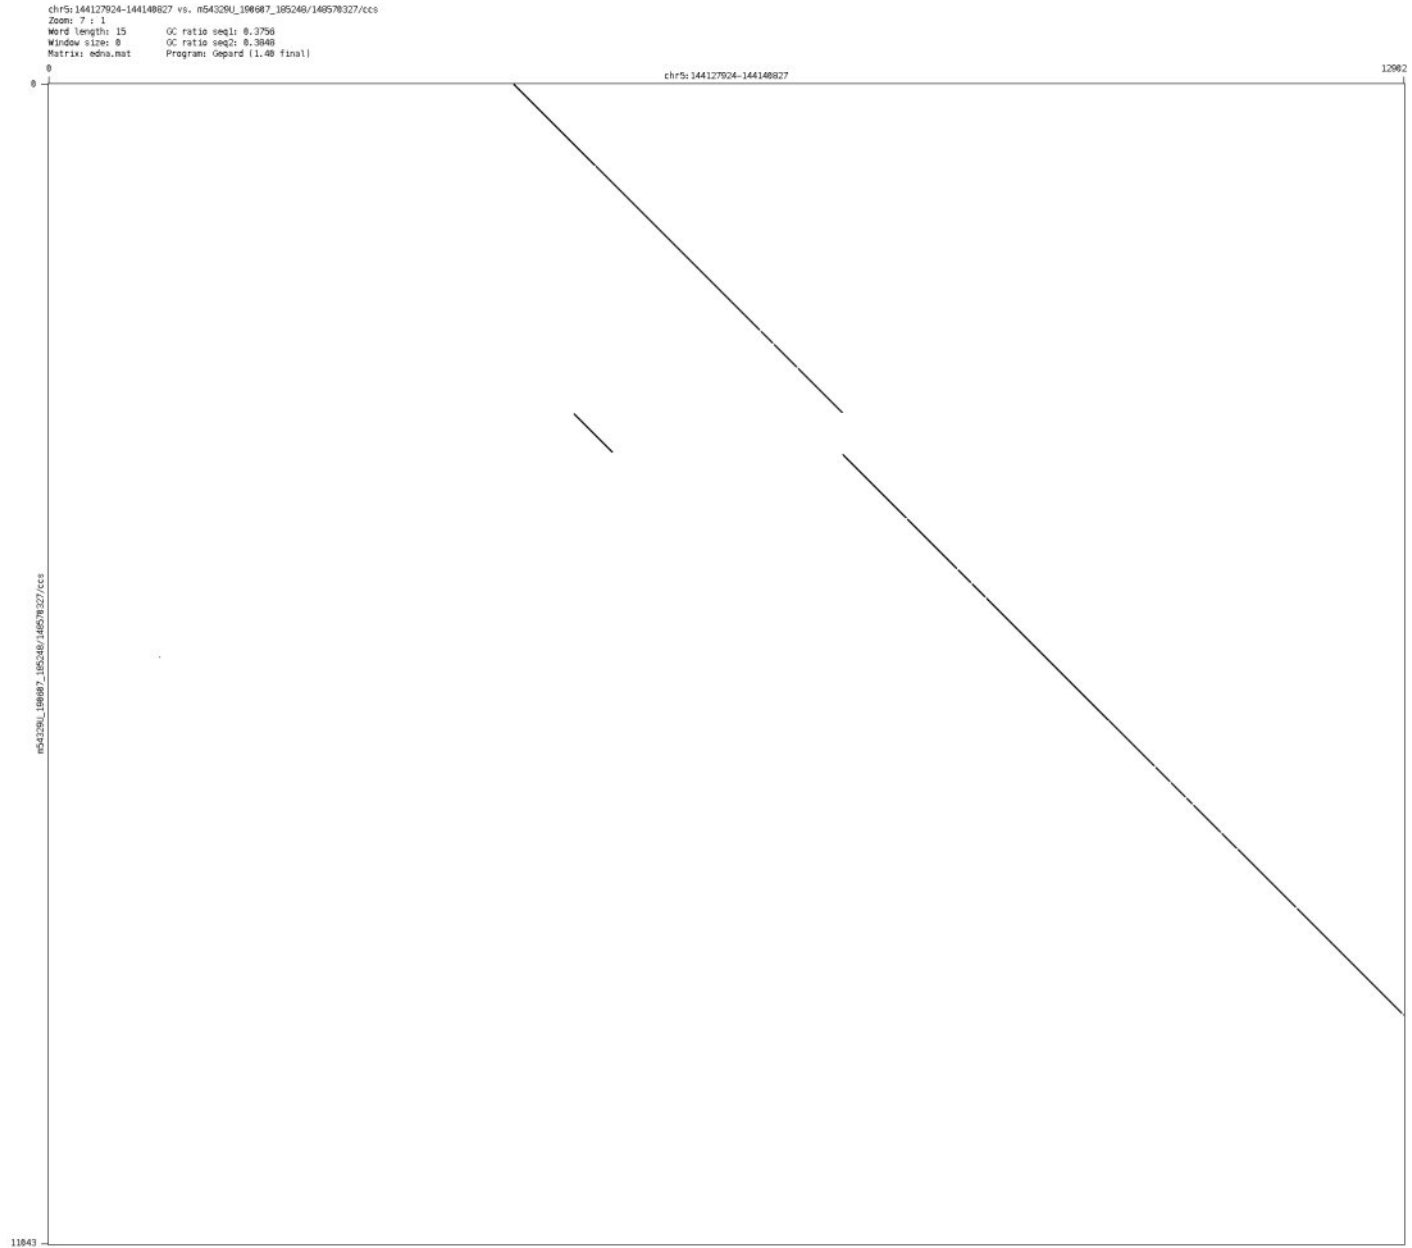 chr5:144127924-144140827 vs. m54329U_190607_185248/148570327/ccs
Zoom: 7 : 1
Word length: 15 GC ratio seq1: 0.3756
Window size: 0 GC ratio seq2: 0.3848
Matrix: edna.mat Program: Gepard (1.40 final)
0
chr5:144127924-144140827
12902
0
m54329U_190607_185248/148570327/ccs
11043